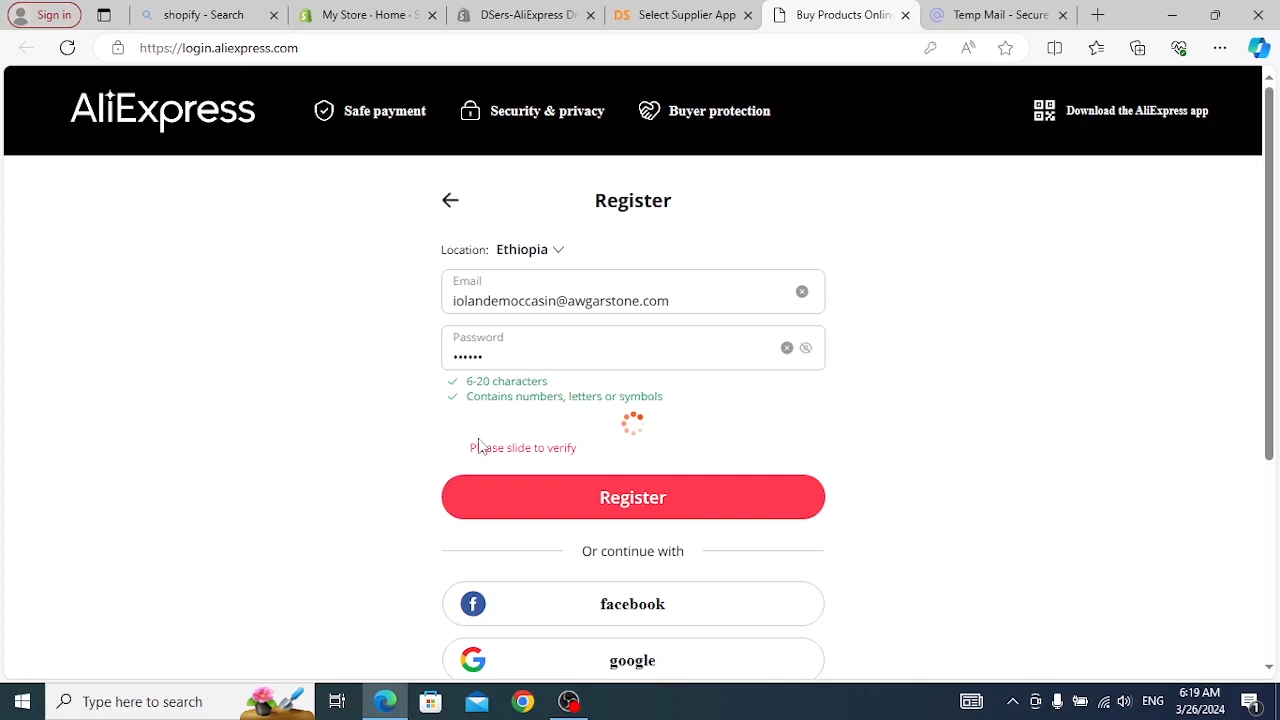 Sign in
shopify - Search
My Store - Home - S
DSers-AliExpress Dr
DS Select Supplier App
Buy Products Onlin
Temp Mail - Secure
https://login.aliexpress.com
AliExpress
Safe payment
Security & privacy
Buyer protection
Download the AliExpress app
Register
Location: Ethiopia
Email
iolandemoccasin@awgarstone.com
Password
••••••
6-20 characters
Contains numbers, letters or symbols
Please slide to verify
Register
Or continue with
facebook
google
Type here to search
ENG
6:19 AM
3/26/2024
1